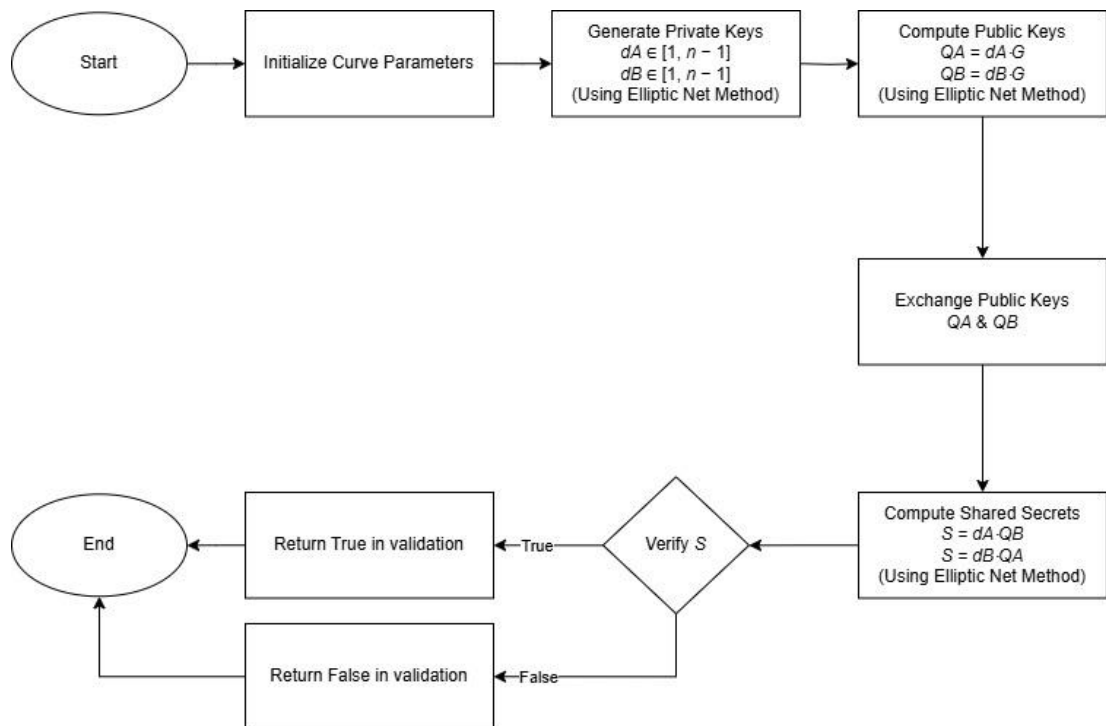 Start
Initialize Curve Parameters
Generate Private Keys
dA ∈ [1, n − 1]
dB ∈ [1, n − 1]
(Using Elliptic Net Method)
Compute Public Keys
QA = dA·G
QB = dB·G
(Using Elliptic Net Method)
Exchange Public Keys
QA & QB
Compute Shared Secrets
S = dA·QB
S = dB·QA
(Using Elliptic Net Method)
Verify S
True
Return True in validation
End
False
Return False in validation